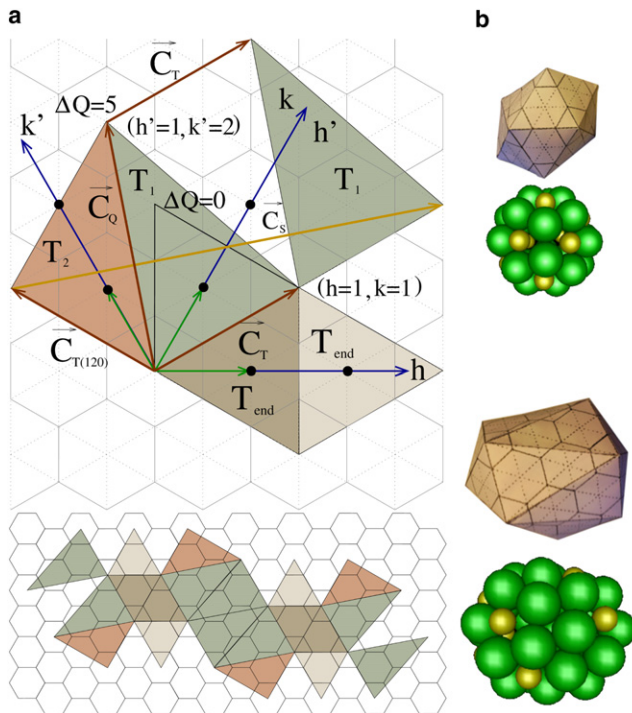 a
b
C_T
ΔQ=5
k'
(h'=1, k'=2)
k
h'
T_1
ΔQ=0
T_1
C_Q
C_S
T_2
(h=1, k=1)
C_T(120)
C_T
T_end
T_end
h